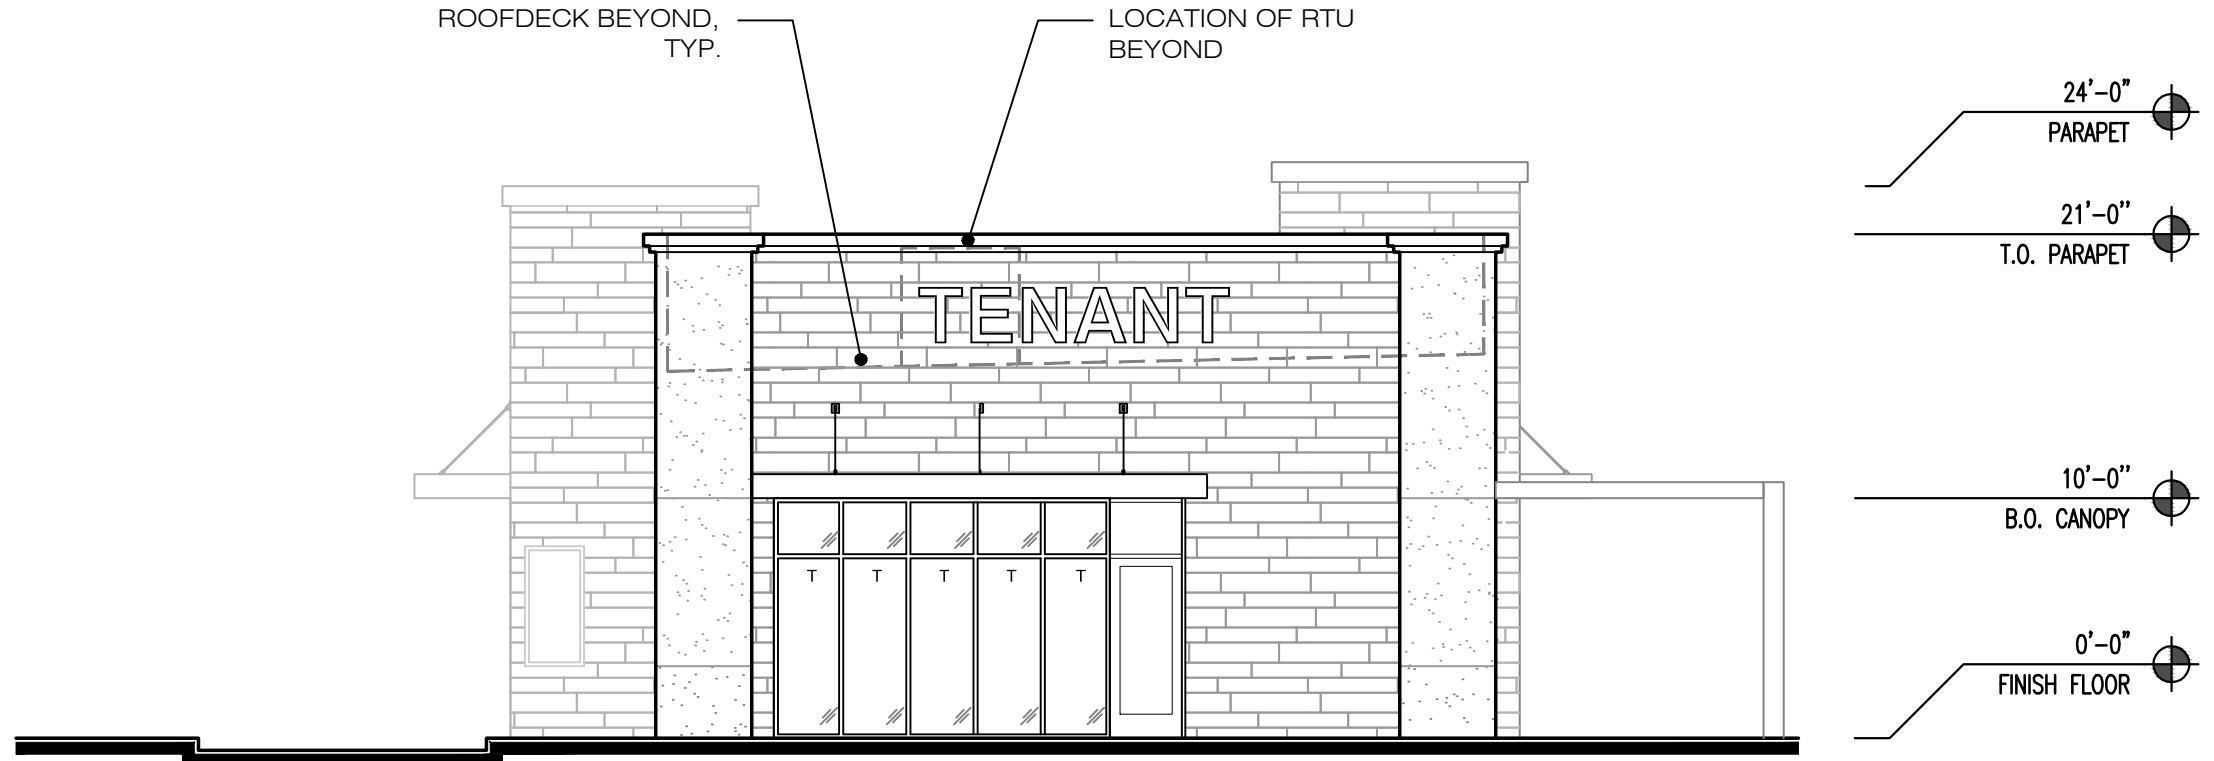 ROOFDECK BEYOND,
TYP.
LOCATION OF RTU
BEYOND
24'-0"
PARAPET
21'-0"
T.O. PARAPET
TENANT
10'-0"
B.O. CANOPY
T T T T T
0'-0"
FINISH FLOOR